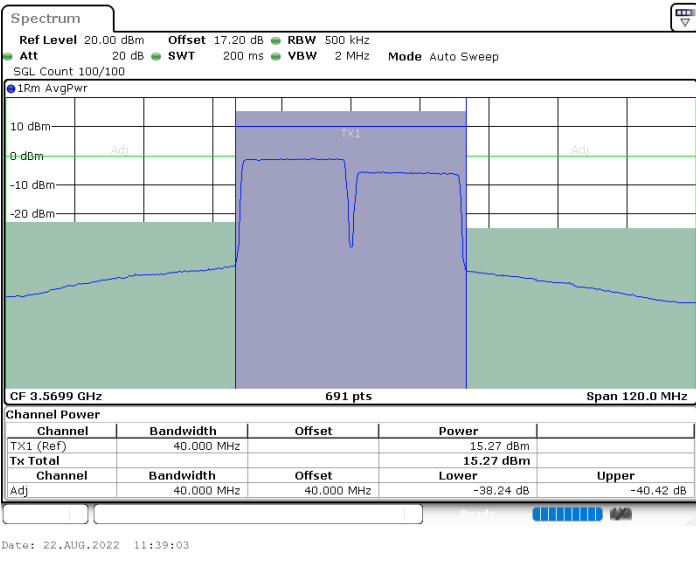 Spectrum
Ref Level 20.00 dBm Offset 17.20 dB RBW 500 kHz
Att 20 dB SWT 200 ms VBW 2 MHz Mode Auto Sweep
SGL Count 100/100
1Rm AvgPwr
10 dBm
TX1
Adj Adj
0 dBm
-10 dBm
-20 dBm
CF 3.5699 GHz 691 pts Span 120.0 MHz
Channel Power
Channel Bandwidth Offset Power
TX1 (Ref) 40.000 MHz 15.27 dBm
Tx Total 15.27 dBm
Channel Bandwidth Offset Lower Upper
Adj 40.000 MHz 40.000 MHz -38.24 dB -40.42 dB
Ready
Date: 22.AUG.2022 11:39:03